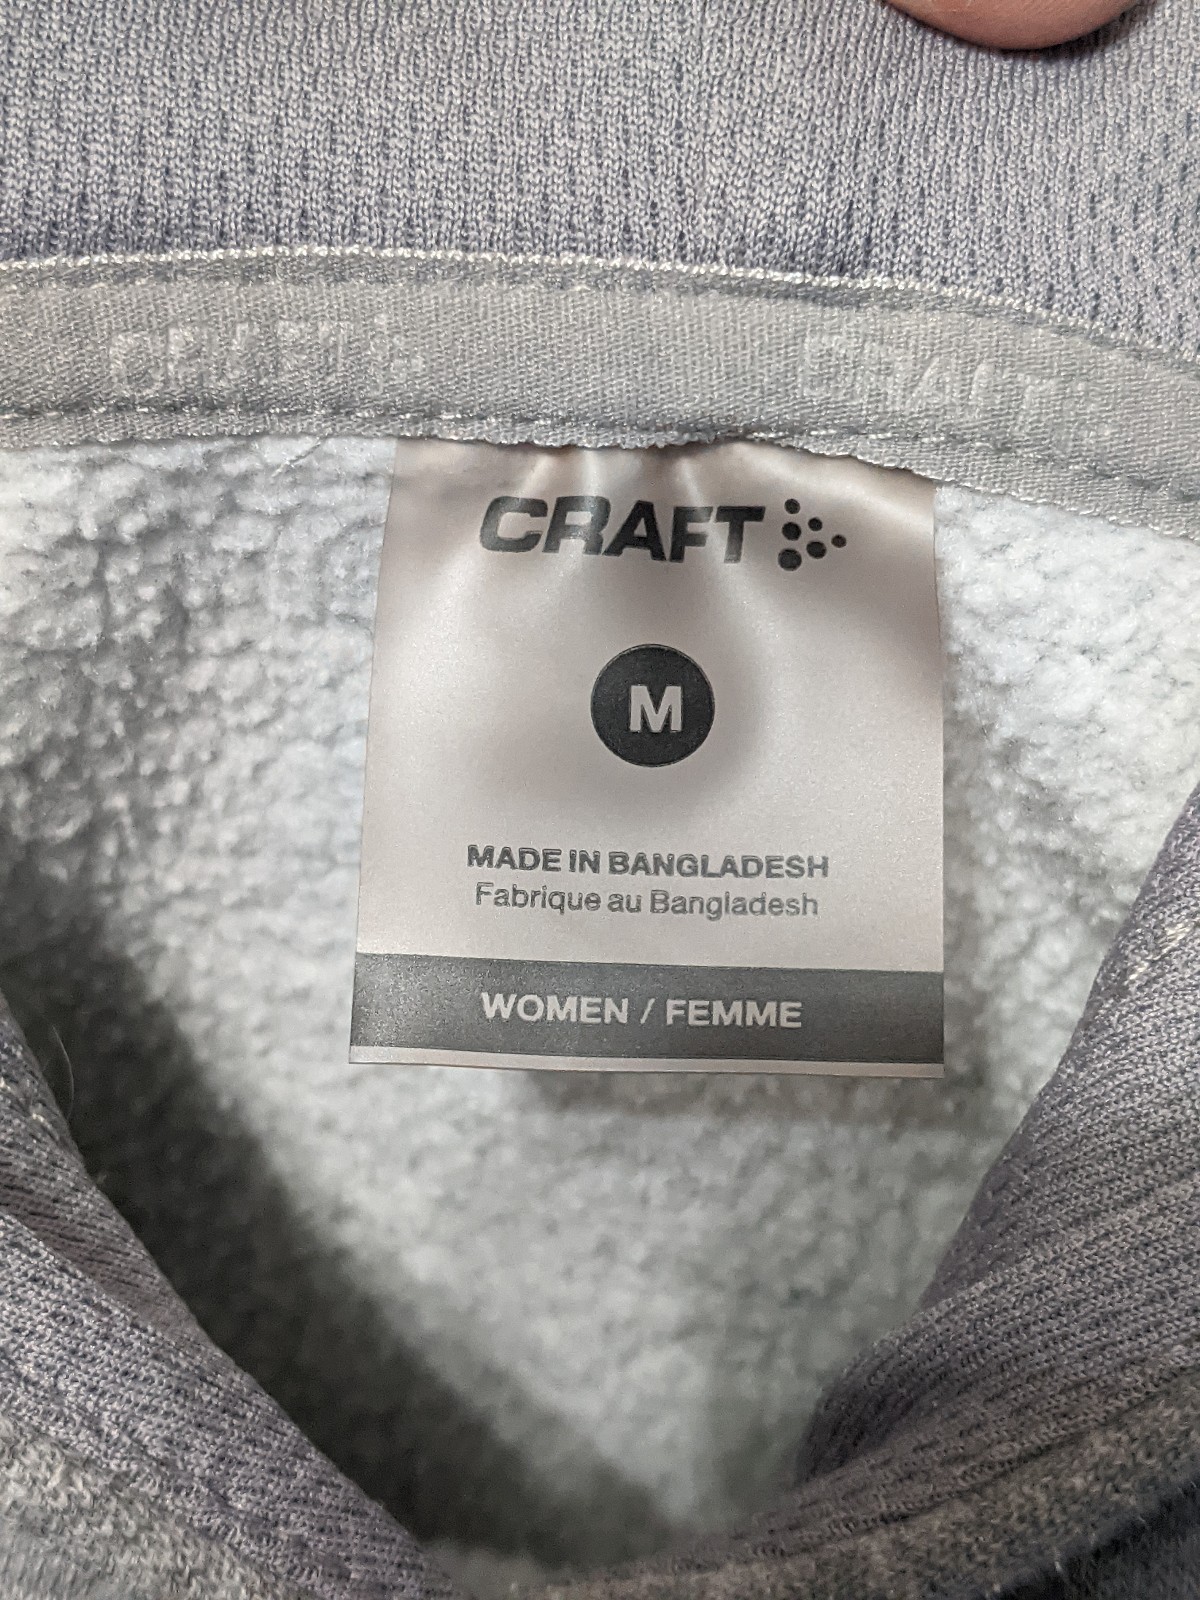 CRAFT CRAFT
CRAFT
M
MADE IN BANGLADESH
Fabrique au Bangladesh
WOMEN / FEMME